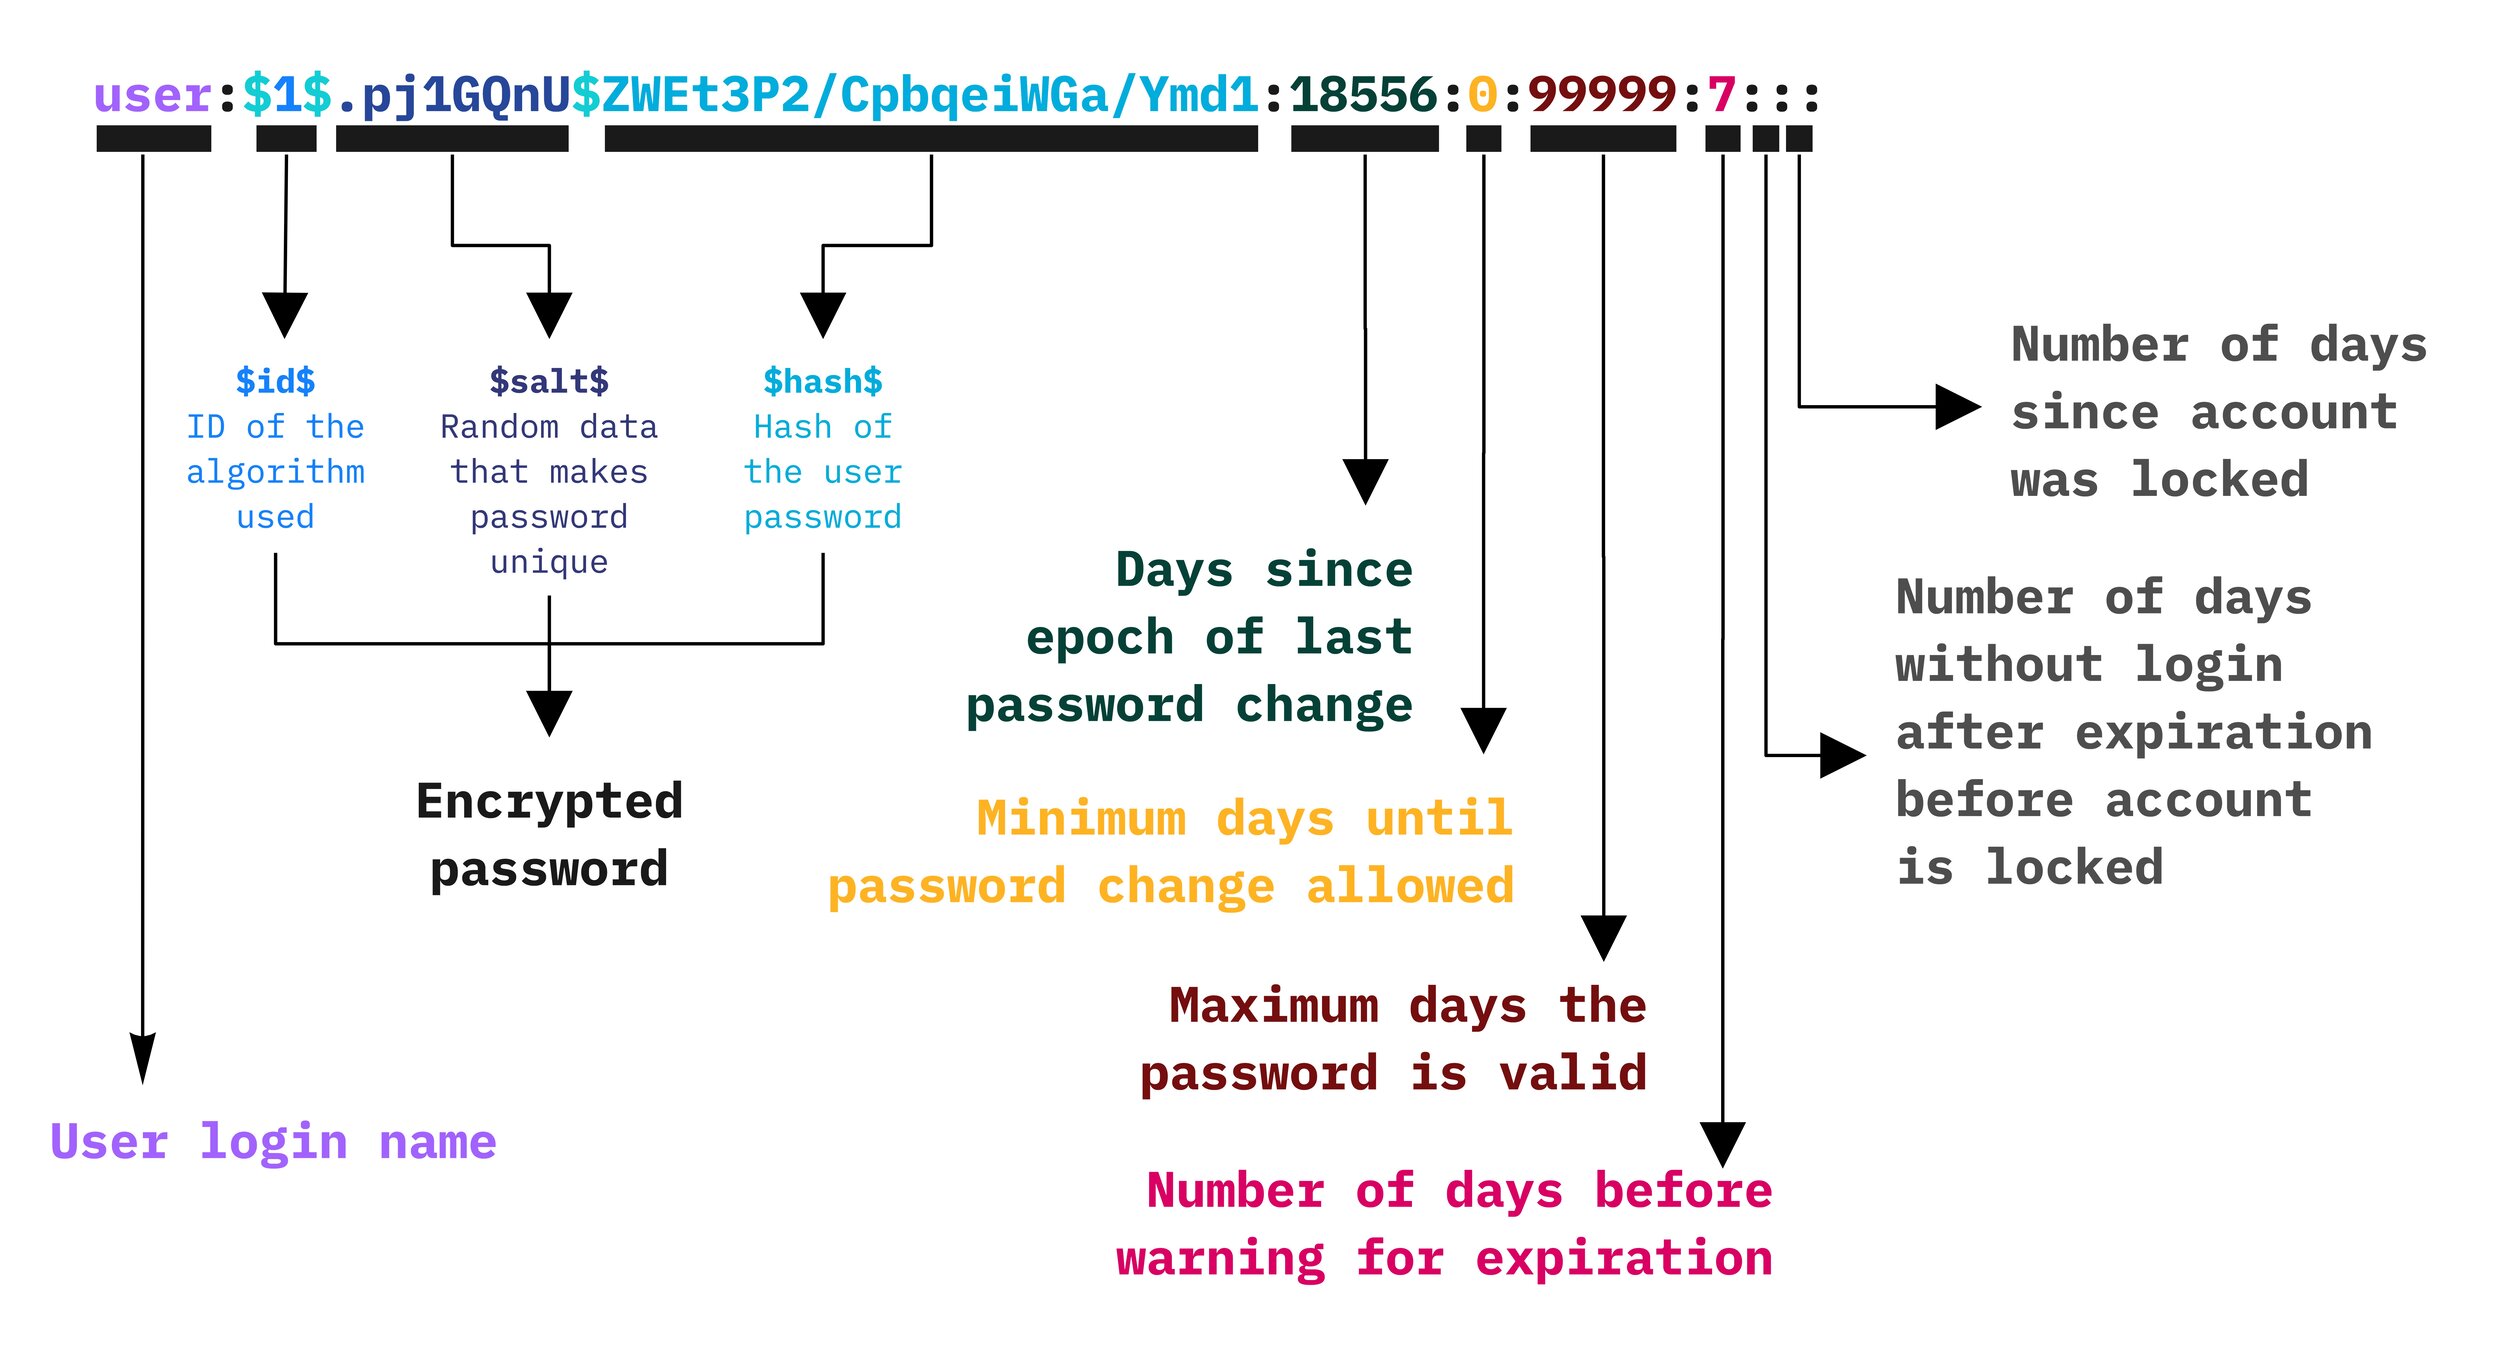 user:$1$.pj1GQnU$ZWEt3P2/CpbqeiWGa/Ymd1:18556:0:99999:7:::
$id$
ID of the
algorithm
used
$salt$
Random data
that makes
password
unique
$hash$
Hash of
the user
password
Encrypted
password
User login name
Days since
epoch of last
password change
Minimum days until
password change allowed
Maximum days the
password is valid
Number of days before
warning for expiration
Number of days
without login
after expiration
before account
is locked
Number of days
since account
was locked